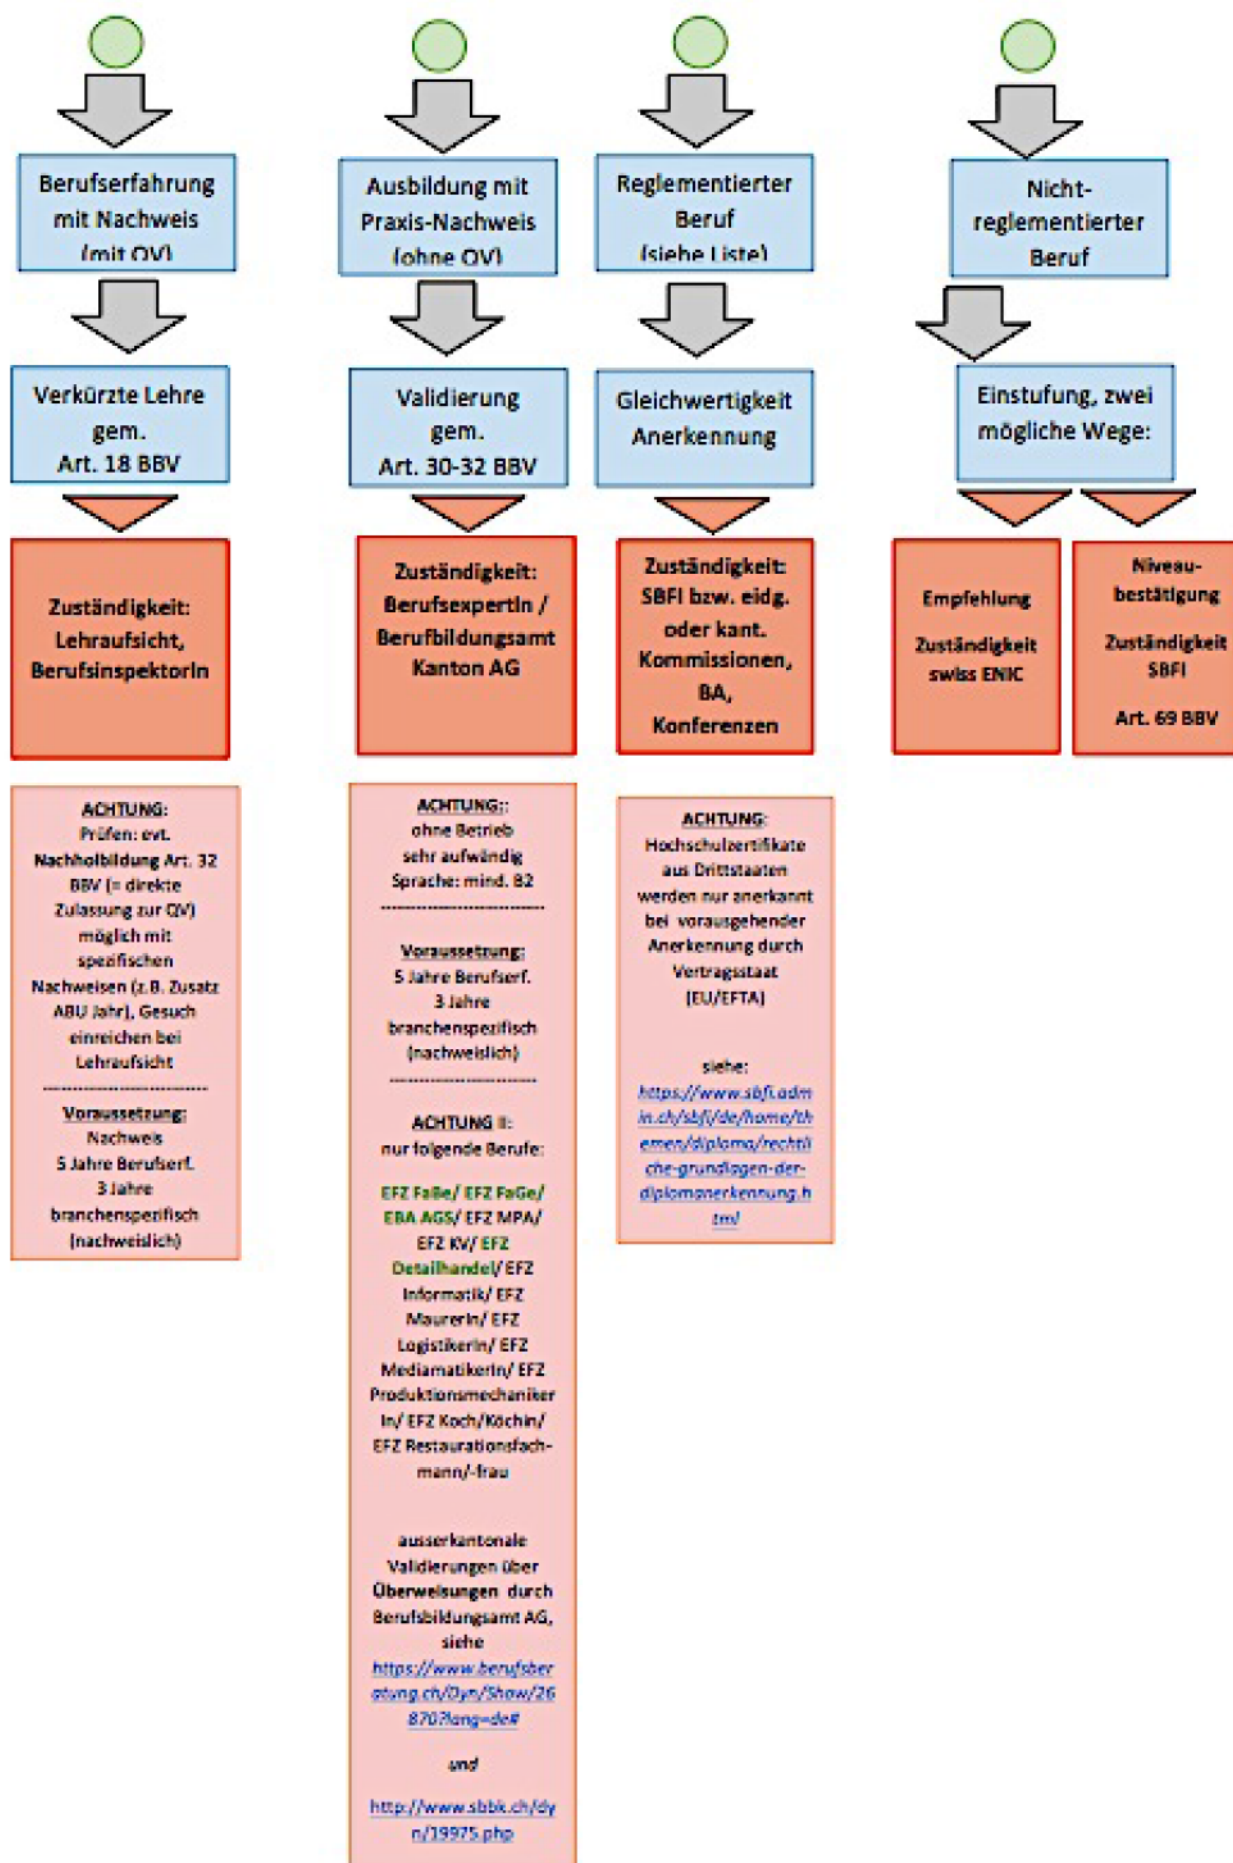 Berufserfahrung
mit Nachweis
(mit QV)
Verkürzte Lehre
gem.
Art. 18 BBV
Zuständigkeit:
Lehraufsicht,
BerufsinspektorIn
ACHTUNG:
Prüfen: evt.
Nachholbildung Art. 32
BBV (= direkte
Zulassung zur QV)
möglich mit
spezifischen
Nachweisen (z.B. Zusatz
ABU Jahr), Gesuch
einreichen bei
Lehraufsicht
----------------------------
Voraussetzung:
Nachweis
5 Jahre Berufserf.
3 Jahre
branchenspezifisch
(nachweislich)
Ausbildung mit
Praxis-Nachweis
(ohne QV)
Validierung
gem.
Art. 30-32 BBV
Zuständigkeit:
BerufsexpertIn /
Berufbildungsamt
Kanton AG
ACHTUNG::
ohne Betrieb
sehr aufwändig
Sprache: mind. B2
----------------------------
Voraussetzung:
5 Jahre Berufserf.
3 Jahre
branchenspezifisch
(nachweislich)
-------------------------
ACHTUNG II:
nur folgende Berufe:
EFZ FaBe/ EFZ FaGe/
EBA AGS/ EFZ MPA/
EFZ KV/ EFZ
Detailhandel/ EFZ
Informatik/ EFZ
MaurerIn/ EFZ
LogistikerIn/ EFZ
MediamatikerIn/ EFZ
Produktionsmechaniker
In/ EFZ Koch/Köchin/
EFZ Restaurationsfach-
mann/-frau
ausserkantonale
Validierungen über
Überweisungen durch
Berufsbildungsamt AG,
siehe
https://www.berufsber
atung.ch/Dyn/Show/26
870?lang=de#
und
http://www.sbbk.ch/dy
n/19975.php
Reglementierter
Beruf
(siehe Liste)
Gleichwertigkeit
Anerkennung
Zuständigkeit:
SBFI bzw. eidg.
oder kant.
Kommissionen,
BA,
Konferenzen
ACHTUNG:
Hochschulzertifikate
aus Drittstaaten
werden nur anerkannt
bei vorausgehender
Anerkennung durch
Vertragsstaat
(EU/EFTA)
siehe:
https://www.sbfi.adm
in.ch/sbfi/de/home/th
emen/diploma/rechtli
che-grundlagen-der-
diplomanerkennung.h
tml
Nicht-
reglementierter
Beruf
Einstufung, zwei
mögliche Wege:
Empfehlung
Zuständigkeit
swiss ENIC
Niveau-
bestätigung
Zuständigkeit
SBFI
Art. 69 BBV